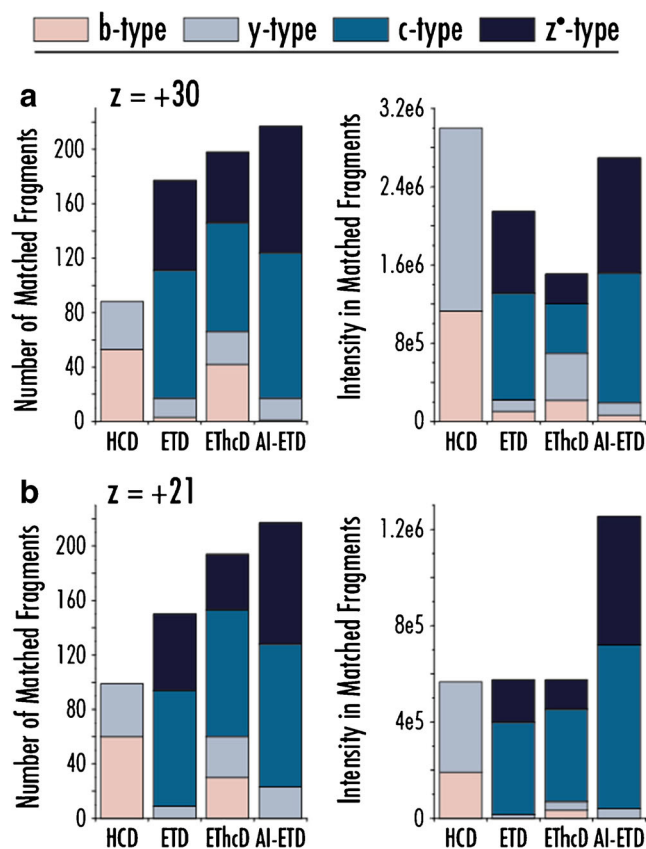 b-type y-type c-type z•-type
a
z = +30
Number of Matched Fragments
200
160
120
80
40
0
HCD ETD EThcD AI-ETD
Intensity in Matched Fragments
3.2e6
2.4e6
1.6e6
8e5
0
HCD ETD EThcD AI-ETD
b
z = +21
Number of Matched Fragments
200
160
120
80
40
0
HCD ETD EThcD AI-ETD
Intensity in Matched Fragments
1.2e6
8e5
4e5
0
HCD ETD EThcD AI-ETD